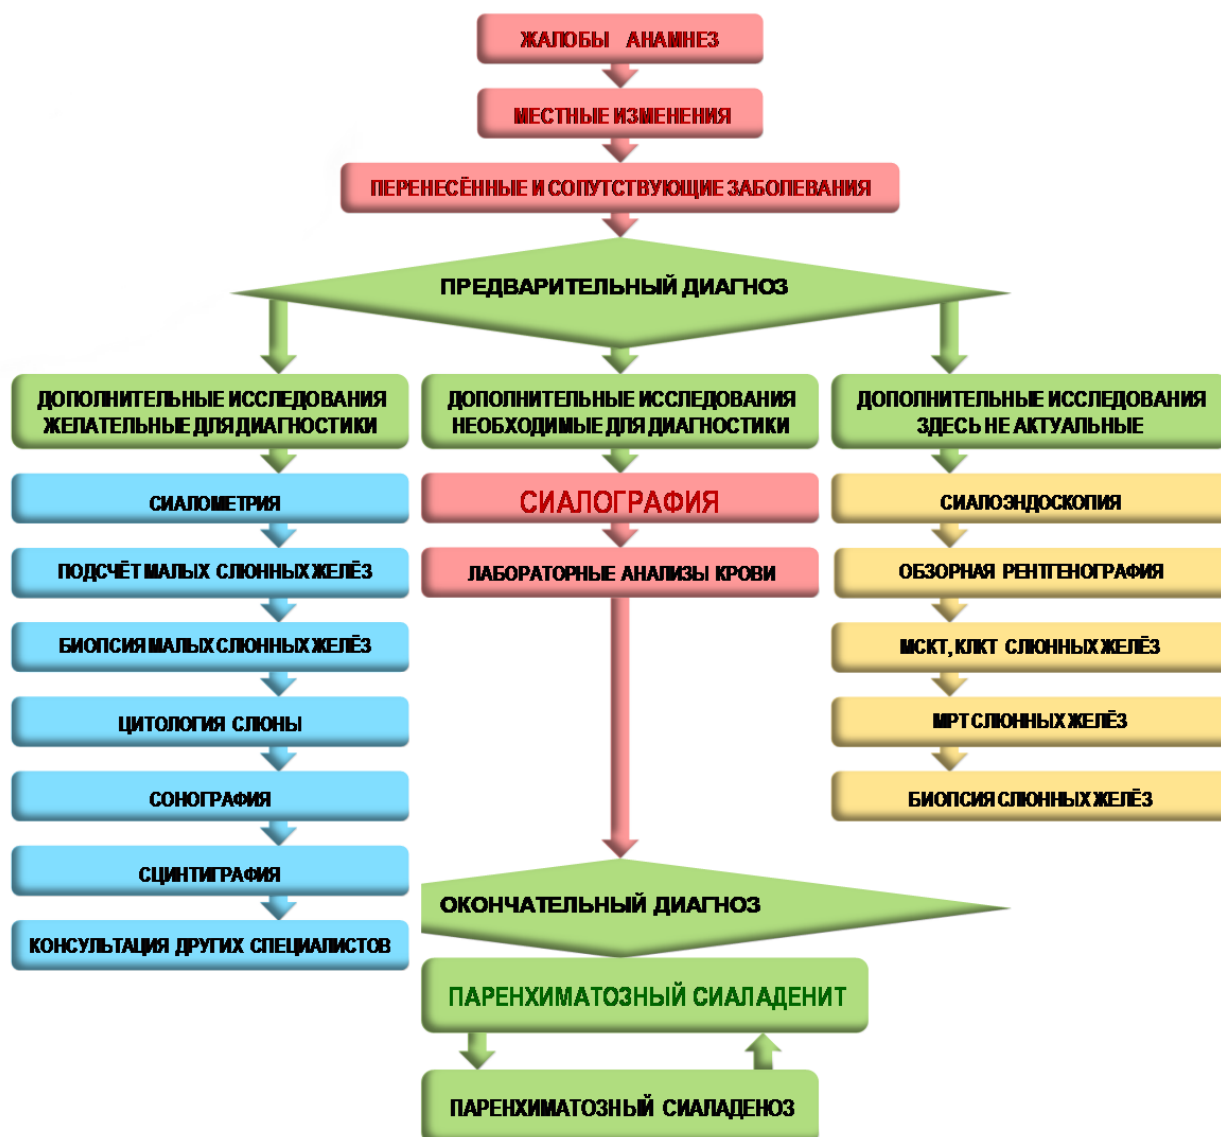 ЖАЛОБЫ АНАМНЕЗ
МЕСТНЫЕ ИЗМЕНЕНИЯ
ПЕРЕНЕСЁННЫЕ И СОПУТСТВУЮЩИЕ ЗАБОЛЕВАНИЯ
ПРЕДВАРИТЕЛЬНЫЙ ДИАГНОЗ
ДОПОЛНИТЕЛЬНЫЕ ИССЛЕДОВАНИЯ
ЖЕЛАТЕЛЬНЫЕ ДЛЯ ДИАГНОСТИКИ
СИАЛОМЕТРИЯ
ПОДСЧЁТ МАЛЫХ СЛЮННЫХ ЖЕЛЁЗ
БИОПСИЯ МАЛЫХ СЛЮННЫХ ЖЕЛЁЗ
ЦИТОЛОГИЯ СЛЮНЫ
СОНОГРАФИЯ
СЦИНТИГРАФИЯ
КОНСУЛЬТАЦИЯ ДРУГИХ СПЕЦИАЛИСТОВ
ДОПОЛНИТЕЛЬНЫЕ ИССЛЕДОВАНИЯ
НЕОБХОДИМЫЕ ДЛЯ ДИАГНОСТИКИ
СИАЛОГРАФИЯ
ЛАБОРАТОРНЫЕ АНАЛИЗЫ КРОВИ
ДОПОЛНИТЕЛЬНЫЕ ИССЛЕДОВАНИЯ
ЗДЕСЬ НЕ АКТУАЛЬНЫЕ
СИАЛОЭНДОСКОПИЯ
ОБЗОРНАЯ РЕНТГЕНОГРАФИЯ
МСКТ, КЛКТ СЛЮННЫХ ЖЕЛЁЗ
МРТ СЛЮННЫХ ЖЕЛЁЗ
БИОПСИЯ СЛЮННЫХ ЖЕЛЁЗ
ОКОНЧАТЕЛЬНЫЙ ДИАГНОЗ
ПАРЕНХИМАТОЗНЫЙ СИАЛАДЕНИТ
ПАРЕНХИМАТОЗНЫЙ СИАЛАДЕНОЗ